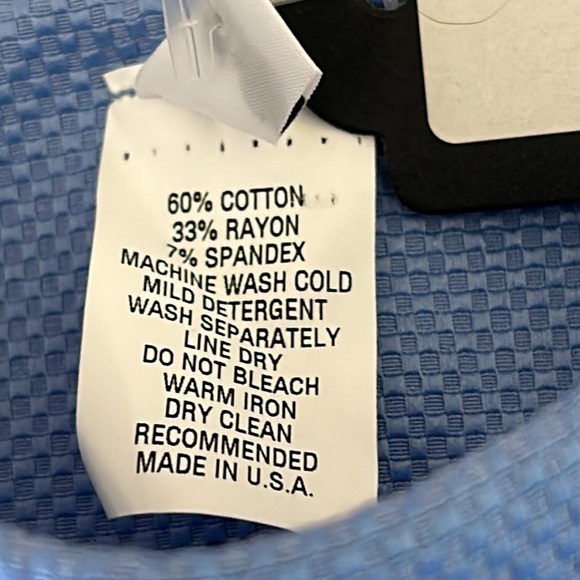 60% COTTON
33% RAYON
7% SPANDEX
MACHINE WASH COLD
MILD DETERGENT
WASH SEPARATELY
LINE DRY
DO NOT BLEACH
WARM IRON
DRY CLEAN
RECOMMENDED
MADE IN U.S.A.